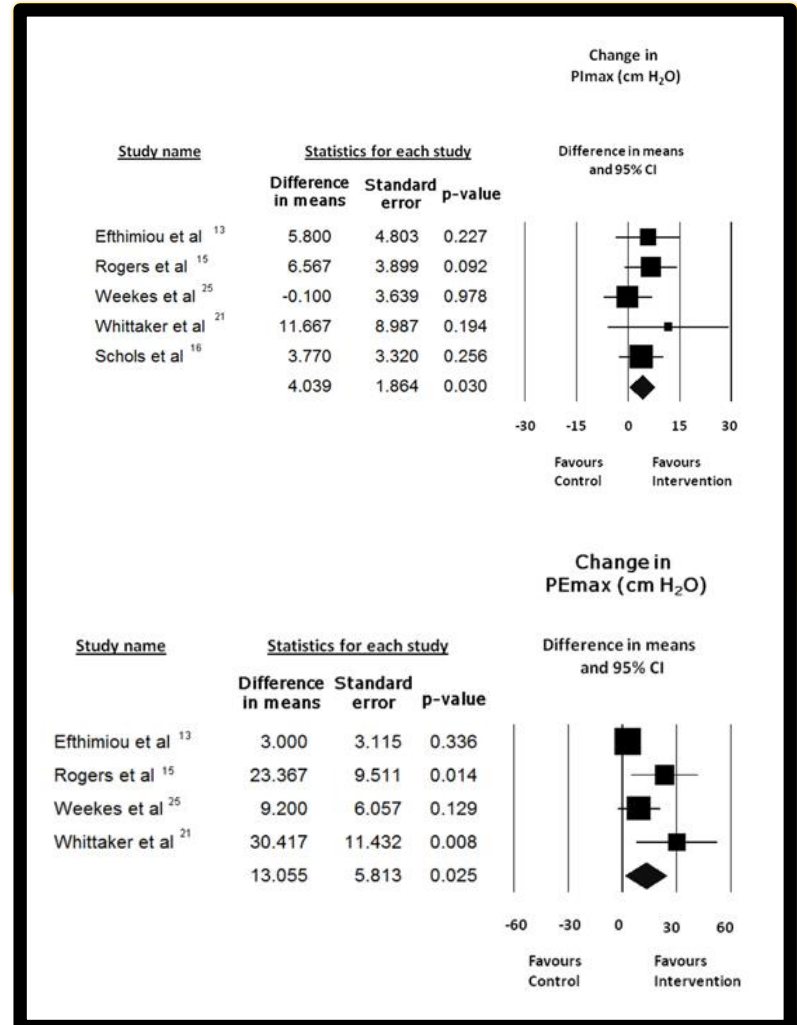 Change in
PImax (cm H₂O)
Study name Statistics for each study Difference in means
and 95% CI
Difference in means Standard error p-value
Efthimiou et al 13 5.800 4.803 0.227
Rogers et al 15 6.567 3.899 0.092
Weekes et al 25 -0.100 3.639 0.978
Whittaker et al 21 11.667 8.987 0.194
Schols et al 16 3.770 3.320 0.256
4.039 1.864 0.030
-30 -15 0 15 30
Favours Control Favours Intervention
Change in
PEmax (cm H₂O)
Study name Statistics for each study Difference in means
and 95% CI
Difference in means Standard error p-value
Efthimiou et al 13 3.000 3.115 0.336
Rogers et al 15 23.367 9.511 0.014
Weekes et al 25 9.200 6.057 0.129
Whittaker et al 21 30.417 11.432 0.008
13.055 5.813 0.025
-60 -30 0 30 60
Favours Control Favours Intervention